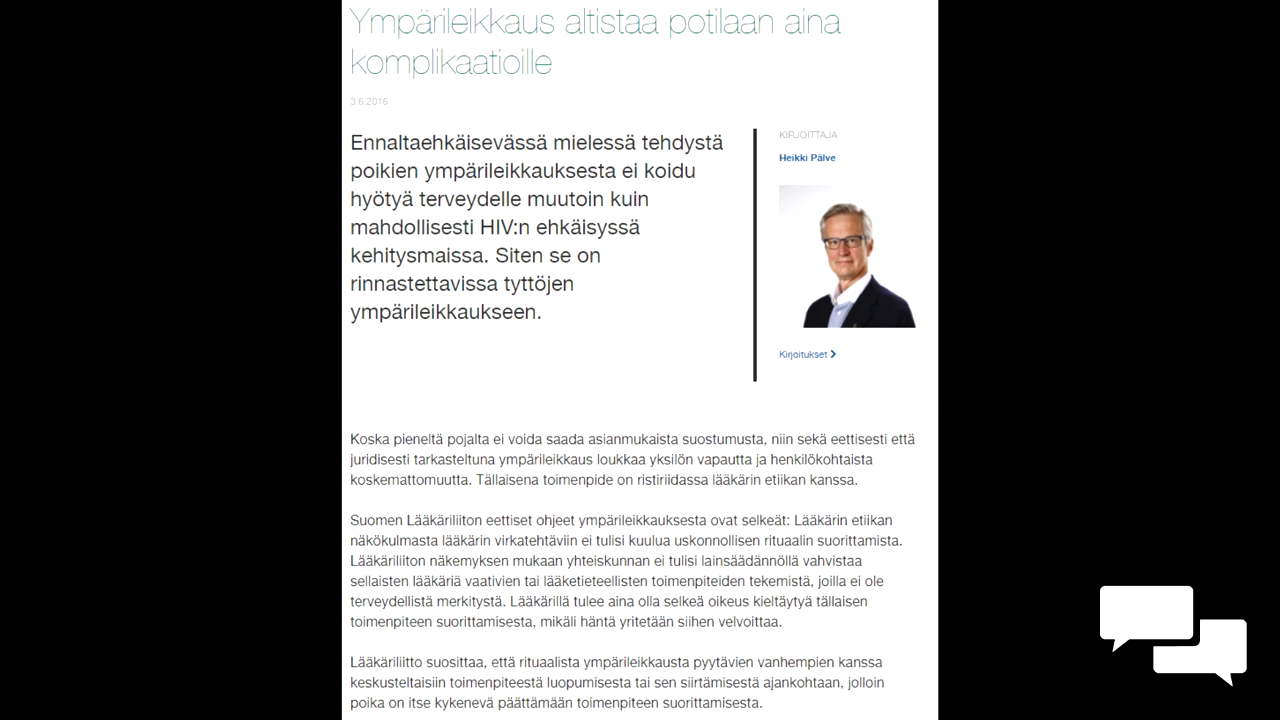 Ympärileikkaus altistaa potilaan aina
komplikaatioille
3.6.2016
Ennaltaehkäisevässä mielessä tehdystä
poikien ympärileikkauksesta ei koidu
hyötyä terveydelle muutoin kuin
mahdollisesti HIV:n ehkäisyssä
kehitysmaissa. Siten se on
rinnastettavissa tyttöjen
ympärileikkaukseen.
KIRJOITTAJA
Heikki Pälve
Kirjoitukset
Koska pieneltä pojalta ei voida saada asianmukaista suostumusta, niin sekä eettisesti että
juridisesti tarkasteltuna ympärileikkaus loukkaa yksilön vapautta ja henkilökohtaista
koskemattomuutta. Tällaisena toimenpide on ristiriidassa lääkärin etiikan kanssa.
Suomen Lääkäriliiton eettiset ohjeet ympärileikkauksesta ovat selkeät: Lääkärin etiikan
näkökulmasta lääkärin virkatehtäviin ei tulisi kuulua uskonnollisen rituaalin suorittamista.
Lääkäriliiton näkemyksen mukaan yhteiskunnan ei tulisi lainsäädännöllä vahvistaa
sellaisten lääkäriä vaativien tai lääketieteellisten toimenpiteiden tekemistä, joilla ei ole
terveydellistä merkitystä. Lääkärillä tulee aina olla selkeä oikeus kieltäytyä tällaisen
toimenpiteen suorittamisesta, mikäli häntä yritetään siihen velvoittaa.
Lääkäriliitto suosittaa, että rituaalista ympärileikkausta pyytävien vanhempien kanssa
keskusteltaisiin toimenpiteestä luopumisesta tai sen siirtämisestä ajankohtaan, jolloin
poika on itse kykenevä päättämään toimenpiteen suorittamisesta.